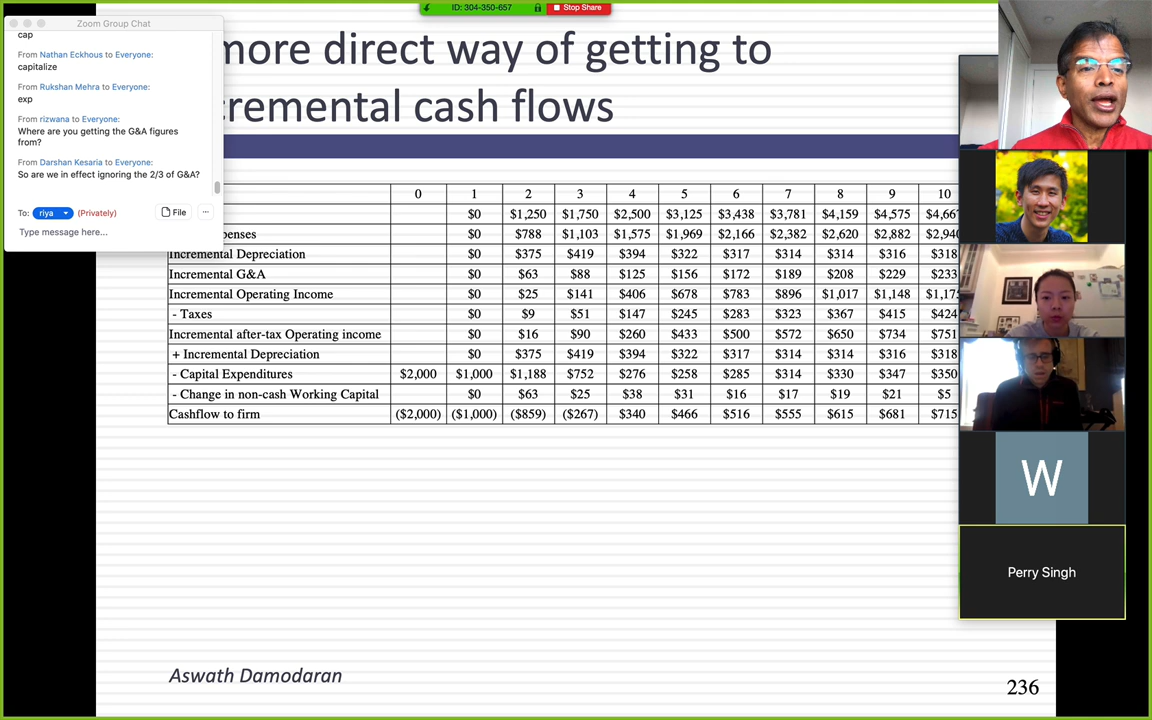 ID: 304-350-657
Stop Share
Zoom Group Chat
cap
From Nathan Eckhous to Everyone:
capitalize
From Rukshan Mehra to Everyone:
exp
From rizwana to Everyone:
Where are you getting the G&A figures
from?
From Darshan Kesaria to Everyone:
So are we in effect ignoring the 2/3 of G&A?
To: riya (Privately)
File
...
Type message here...
more direct way of getting to
cremental cash flows
0 1 2 3 4 5 6 7 8 9 10
$0 $1,250 $1,750 $2,500 $3,125 $3,438 $3,781 $4,159 $4,575 $4,667
penses $0 $788 $1,103 $1,575 $1,969 $2,166 $2,382 $2,620 $2,882 $2,940
Incremental Depreciation $0 $375 $419 $394 $322 $317 $314 $314 $316 $318
Incremental G&A $0 $63 $88 $125 $156 $172 $189 $208 $229 $233
Incremental Operating Income $0 $25 $141 $406 $678 $783 $896 $1,017 $1,148 $1,17
- Taxes $0 $9 $51 $147 $245 $283 $323 $367 $415 $424
Incremental after-tax Operating income $0 $16 $90 $260 $433 $500 $572 $650 $734 $751
+ Incremental Depreciation $0 $375 $419 $394 $322 $317 $314 $314 $316 $318
- Capital Expenditures $2,000 $1,000 $1,188 $752 $276 $258 $285 $314 $330 $347 $350
- Change in non-cash Working Capital $0 $63 $25 $38 $31 $16 $17 $19 $21 $5
Cashflow to firm ($2,000) ($1,000) ($859) ($267) $340 $466 $516 $555 $615 $681 $715
W
Perry Singh
Aswath Damodaran
236